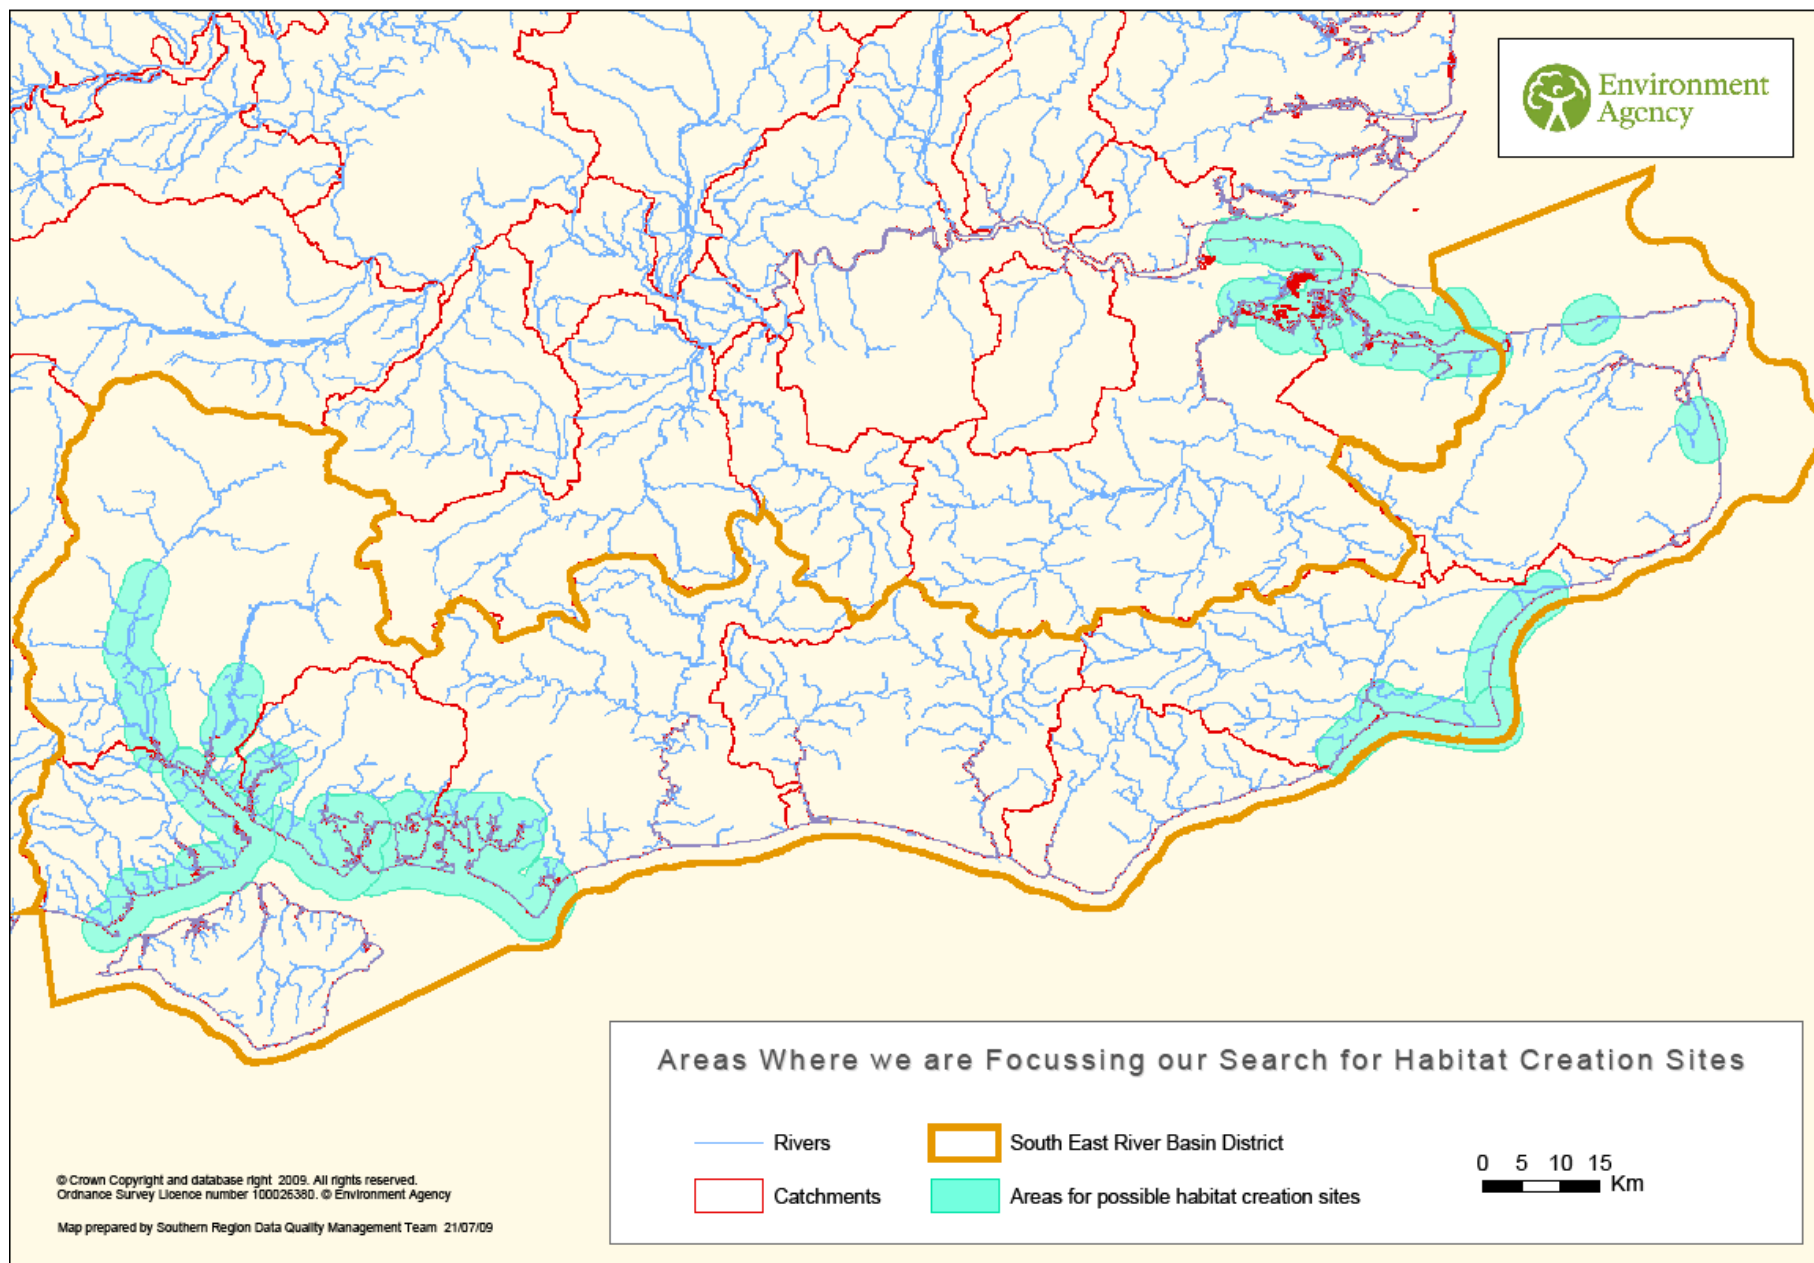 Environment
Agency
Areas Where we are Focussing our Search for Habitat Creation Sites
Rivers
South East River Basin District
Catchments
Areas for possible habitat creation sites
0 5 10 15
Km
© Crown Copyright and database right 2009. All rights reserved.
Ordnance Survey Licence number 100026380. © Environment Agency
Map prepared by Southern Region Data Quality Management Team 21/07/09